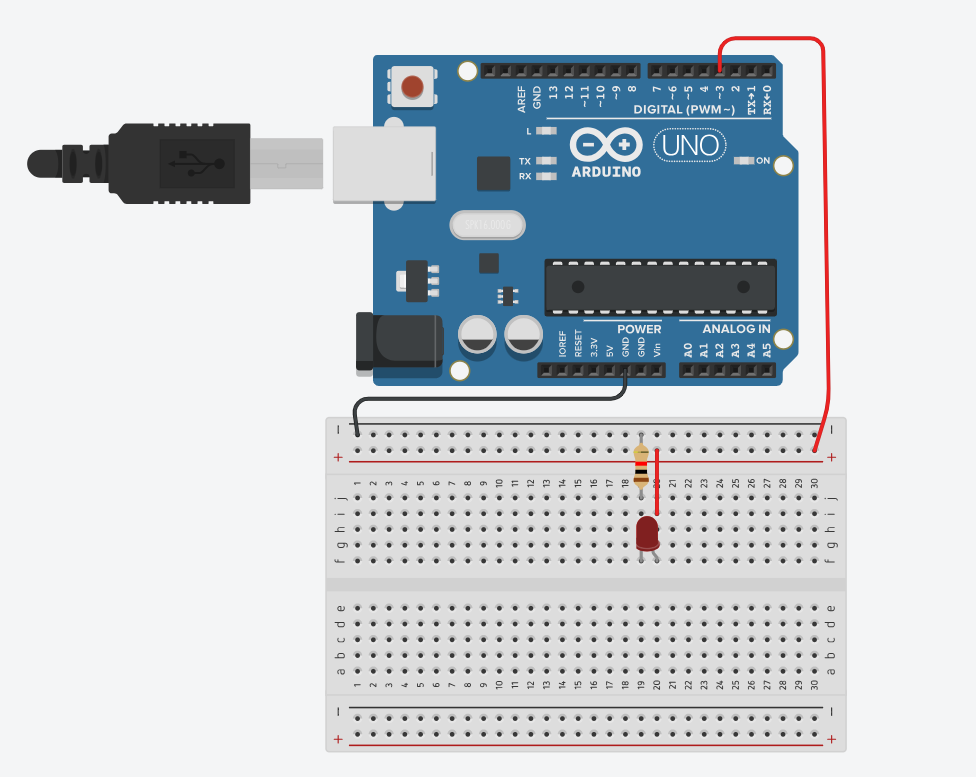 AREF GND 13 12 ~11 ~10 ~9 8 7 ~6 ~5 4 ~3 2 TX→1 RX←0
DIGITAL (PWM~)
L
TX
RX
ARDUINO
UNO
ON
SPK16.000G
POWER
ANALOG IN
IOREF RESET 3.3V 5V GND GND Vin A0 A1 A2 A3 A4 A5
1 2 3 4 5 6 7 8 9 10 11 12 13 14 15 16 17 18 19 20 21 22 23 24 25 26 27 28 29 30
j j
i i
h h
g g
f f
e e
d d
c c
b b
a a
1 2 3 4 5 6 7 8 9 10 11 12 13 14 15 16 17 18 19 20 21 22 23 24 25 26 27 28 29 30